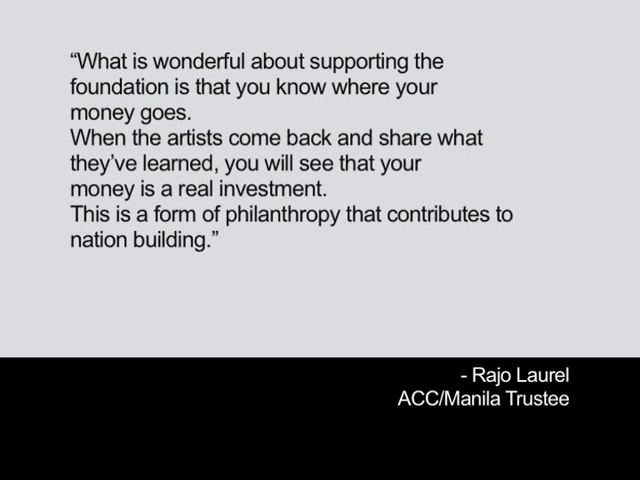 “What is wonderful about supporting the
foundation is that you know where your
money goes.
When the artists come back and share what
they’ve learned, you will see that your
money is a real investment.
This is a form of philanthropy that contributes to
nation building.”
- Rajo Laurel
ACC/Manila Trustee